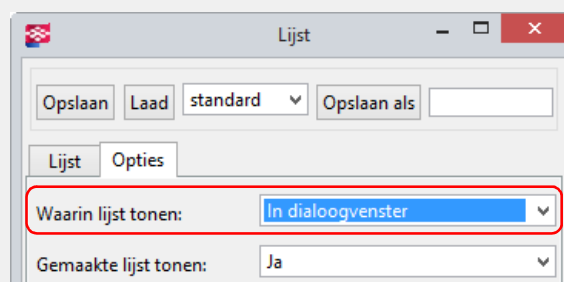 Lijst
Opslaan Laad standard Opslaan als
Lijst Opties
Waarin lijst tonen: In dialoogvenster
Gemaakte lijst tonen: Ja